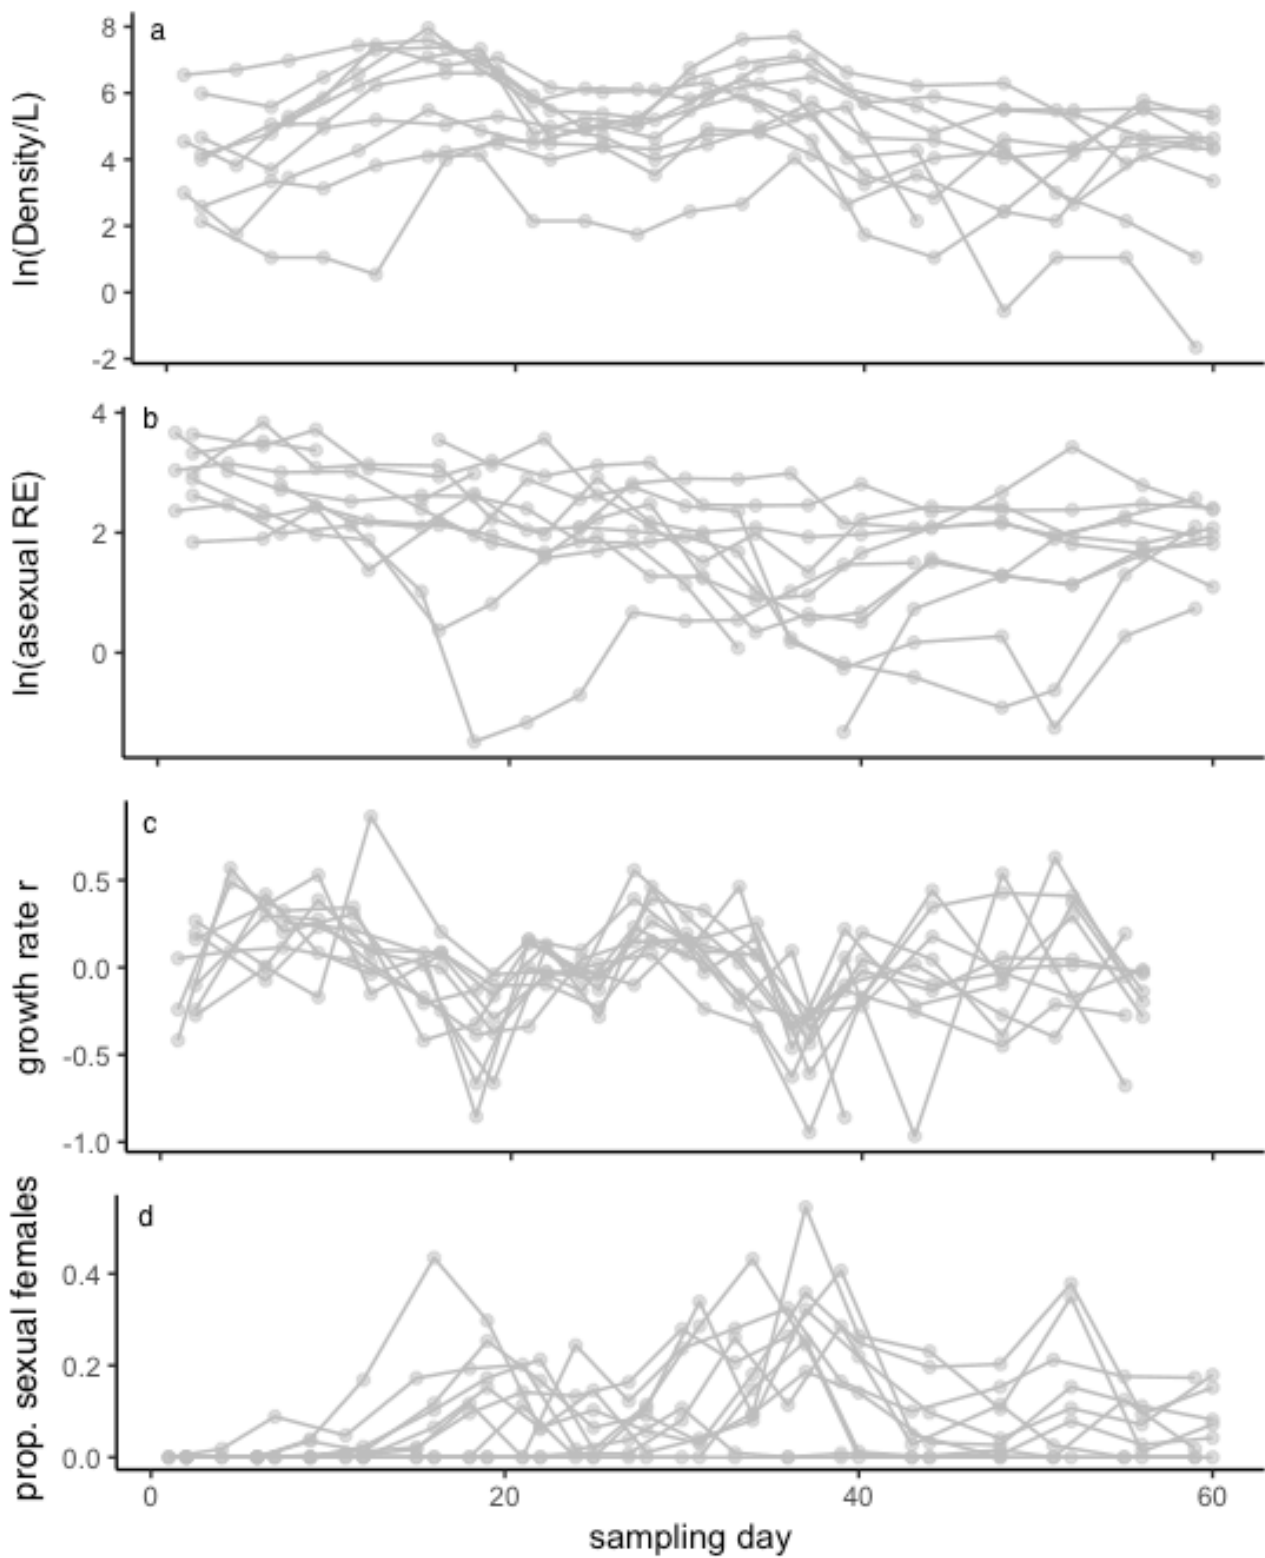 a
ln(Density/L)
8
6
4
2
0
-2
b
ln(asexual RE)
4
2
0
c
growth rate r
0.5
0.0
-0.5
-1.0
d
prop. sexual females
0.4
0.2
0.0
0 20 40 60
sampling day